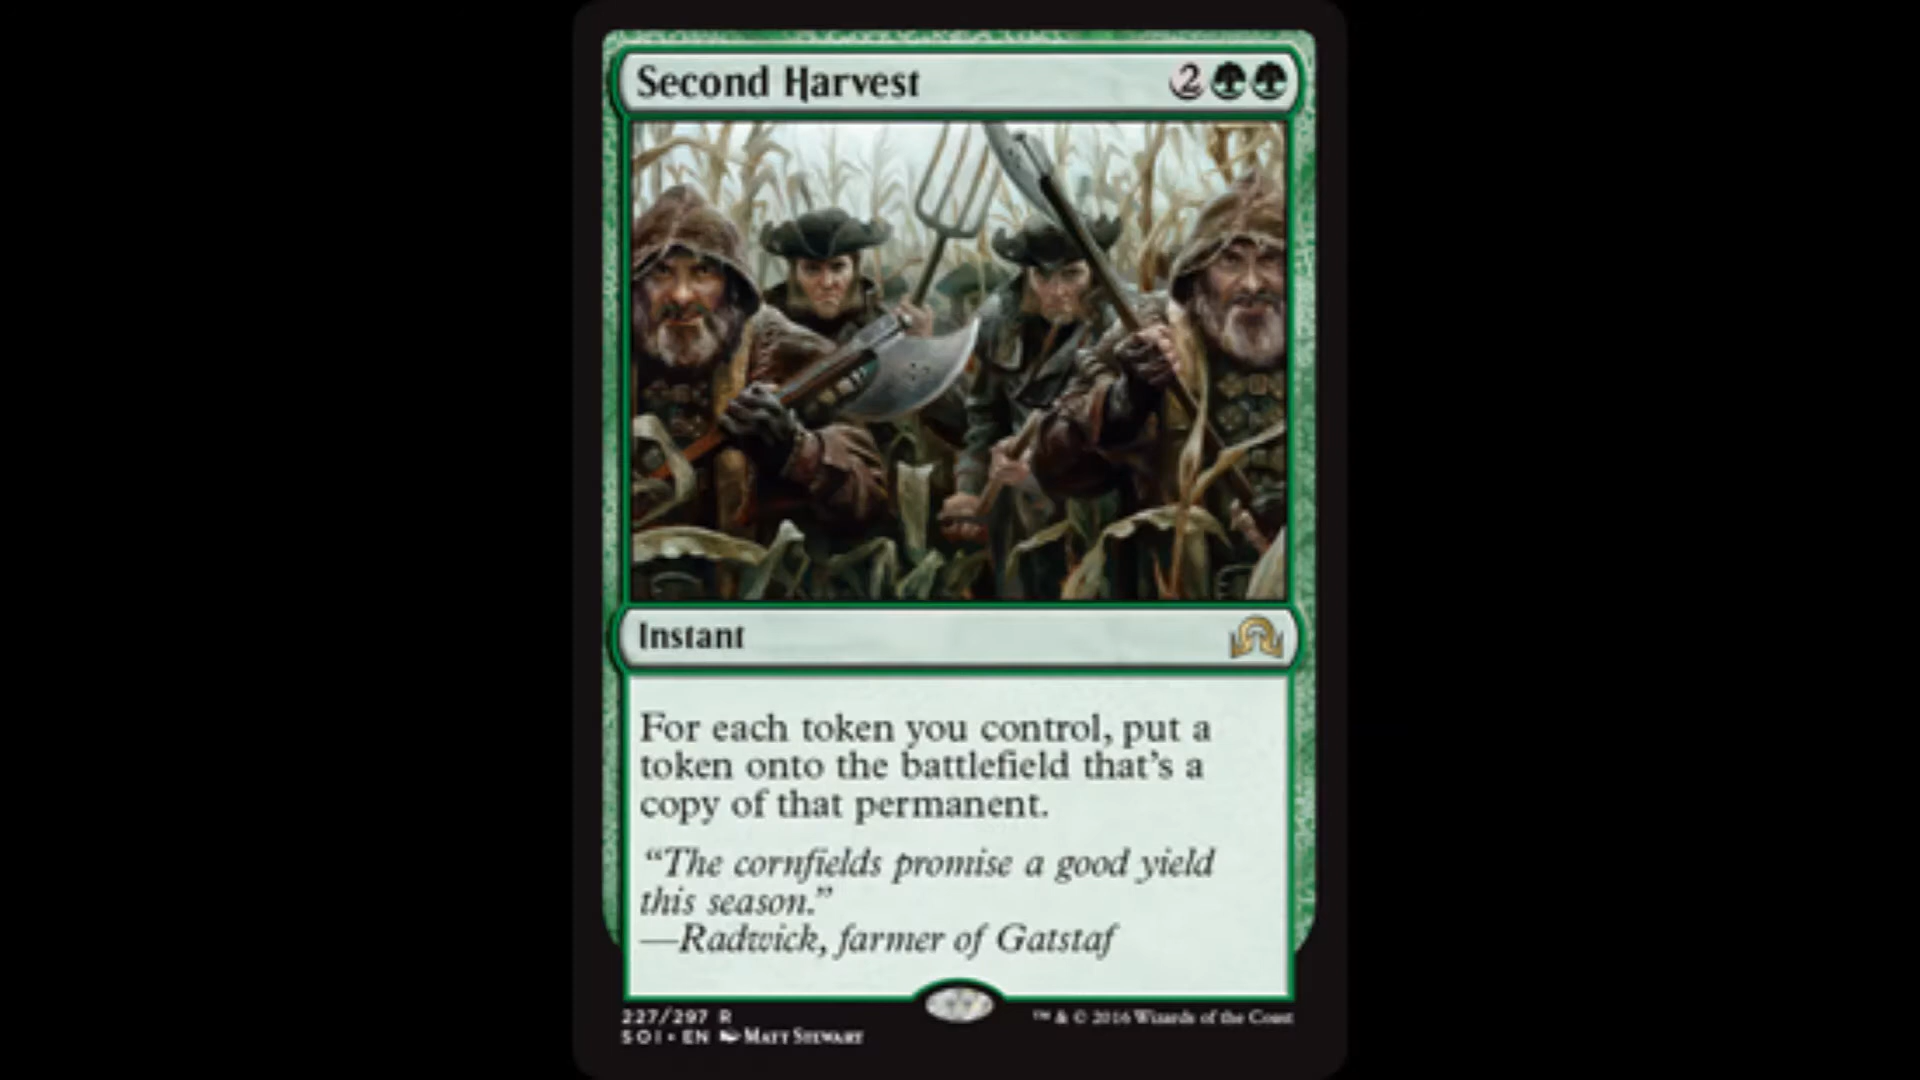 Second Harvest 2
Instant
For each token you control, put a
token onto the battlefield that's a
copy of that permanent.
“The cornfields promise a good yield
this season.”
—Radwick, farmer of Gatstaf
227/297 R
SOI • EN Matt Stewart
™ & © 2016 Wizards of the Coast